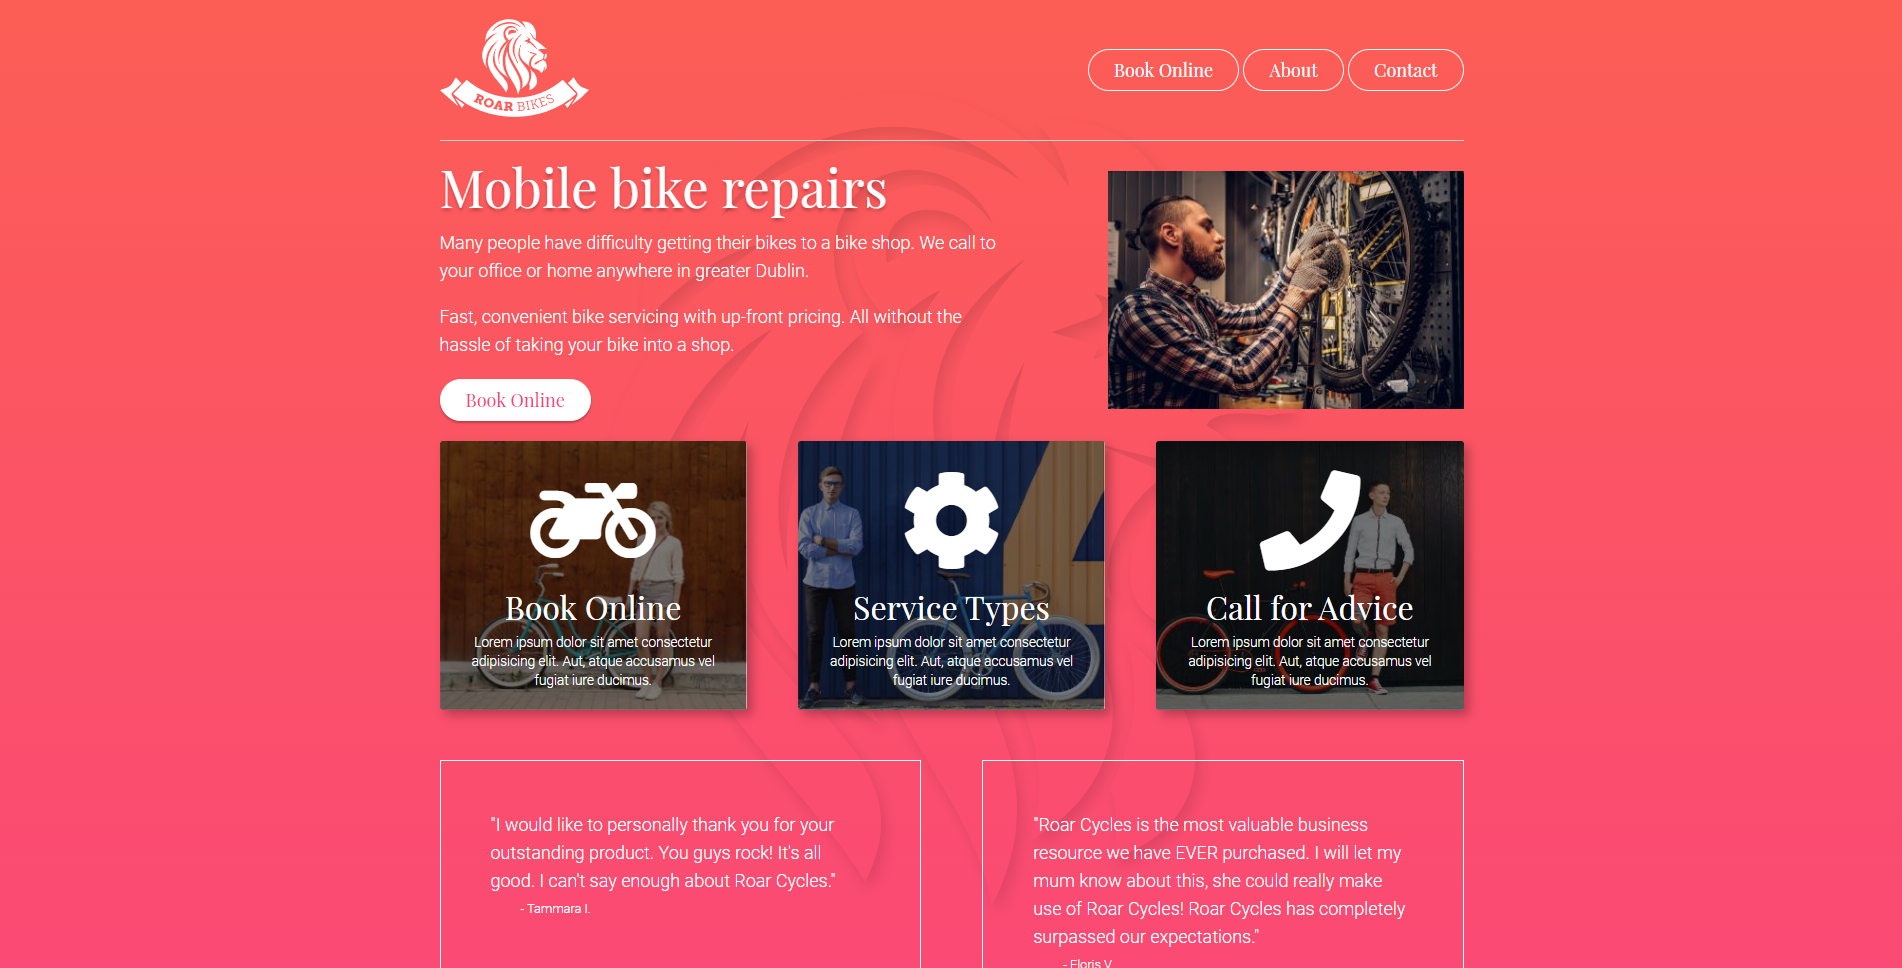 ROAR BIKES
Book Online
About
Contact
Mobile bike repairs
Many people have difficulty getting their bikes to a bike shop. We call to
your office or home anywhere in greater Dublin.
Fast, convenient bike servicing with up-front pricing. All without the
hassle of taking your bike into a shop.
Book Online
Book Online
Lorem ipsum dolor sit amet consectetur
adipisicing elit. Aut, atque accusamus vel
fugiat iure ducimus.
Service Types
Lorem ipsum dolor sit amet consectetur
adipisicing elit. Aut, atque accusamus vel
fugiat iure ducimus.
Call for Advice
Lorem ipsum dolor sit amet consectetur
adipisicing elit. Aut, atque accusamus vel
fugiat iure ducimus.
"I would like to personally thank you for your
outstanding product. You guys rock! It's all
good. I can't say enough about Roar Cycles."
- Tammara I.
"Roar Cycles is the most valuable business
resource we have EVER purchased. I will let my
mum know about this, she could really make
use of Roar Cycles! Roar Cycles has completely
surpassed our expectations."
- Floris V.